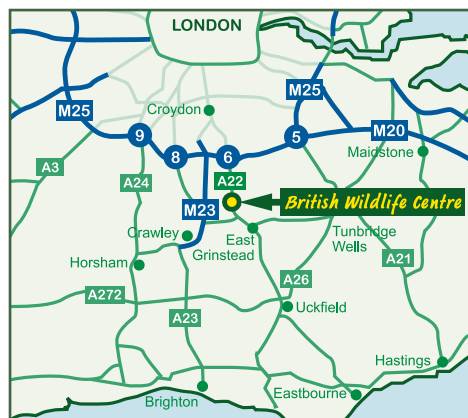 LONDON
M25
M25
Croydon
9
8
6
5
M20
Maidstone
A3
A24
A22
British Wildlife Centre
M23
Crawley
East
Grinstead
Tunbridge
Wells
Horsham
A21
A272
A26
A23
Uckfield
Hastings
Brighton
Eastbourne